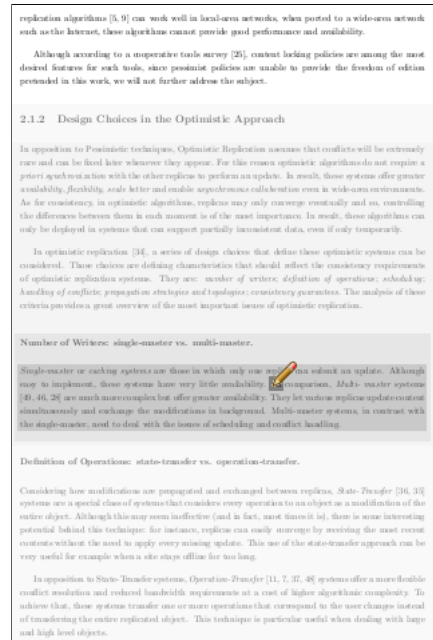 replication algorithms [5, 9] can work well in local-area networks, when ported to a wide-area network
such as the Internet, these algorithms cannot provide good performance and availability.
Although according to a cooperative tools survey [25], content locking policies are among the most
desired features for such tools, since pessimist policies are unable to provide the freedom of edition
pretended in this work, we will not further address the subject.
2.1.2 Design Choices in the Optimistic Approach
In opposition to Pessimistic techniques, Optimistic Replication assumes that conflicts will be extremely
rare and can be fixed later whenever they appear. For this reason optimistic algorithms do not require a
priori synchronization with the other replicas to perform an update. In result, these systems offer greater
availability, flexibility, scale better and enable asynchronous collaboration even in wide-area environments.
As for consistency, in optimistic algorithms, replicas may only converge eventually and so, controlling
the differences between them in each moment is of the most importance. In result, these algorithms can
only be deployed in systems that can support partially inconsistent data, even if only temporarily.
In optimistic replication [34], a series of design choices that define these optimistic systems can be
considered. Those choices are defining characteristics that should reflect the consistency requirements
of optimistic replication systems. They are: number of writers; definition of operations; scheduling;
handling of conflicts; propagation strategies and topologies; consistency guarantees. The analysis of these
criteria provides a great overview of the most important issues of optimistic replication.
Number of Writers: single-master vs. multi-master.
Single-master or caching systems are those in which only one can submit an update. Although
easy to implement, these systems have very little availability. comparison, Multi- master systems
[49, 46, 28] are much more complex but offer greater availability. They let various replicas update content
simultaneously and exchange the modifications in background. Multi-master systems, in contrast with
the single-master, need to deal with the issues of scheduling and conflict handling.
Definition of Operations: state-transfer vs. operation-transfer.
Considering how modifications are propagated and exchanged between replicas, State-Transfer [36, 35]
systems are a special class of systems that considers every operation to an object as a modification of the
entire object. Although this may seem ineffective (and in fact, most times it is), there is some interesting
potential behind this technique: for instance, replicas can easily converge by receiving the most recent
contents without the need to apply every missing update. This use of the state-transfer approach can be
very useful for example when a site stays offline for too long.
In opposition to State-Transfer systems, Operation-Transfer [11, 7, 37, 48] systems offer a more flexible
conflict resolution and reduced bandwidth requirements at a cost of higher algorithmic complexity. To
achieve that, these systems transfer one or more operations that correspond to the user changes instead
of transferring the entire replicated object. This technique is particular useful when dealing with large
and high level objects.